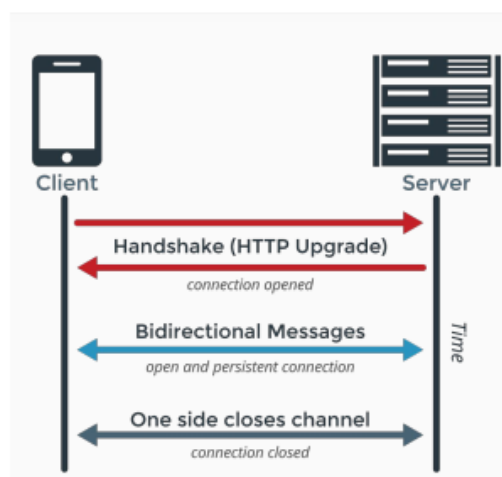 Client
Server
Handshake (HTTP Upgrade)
connection opened
Bidirectional Messages
open and persistent connection
Time
One side closes channel
connection closed